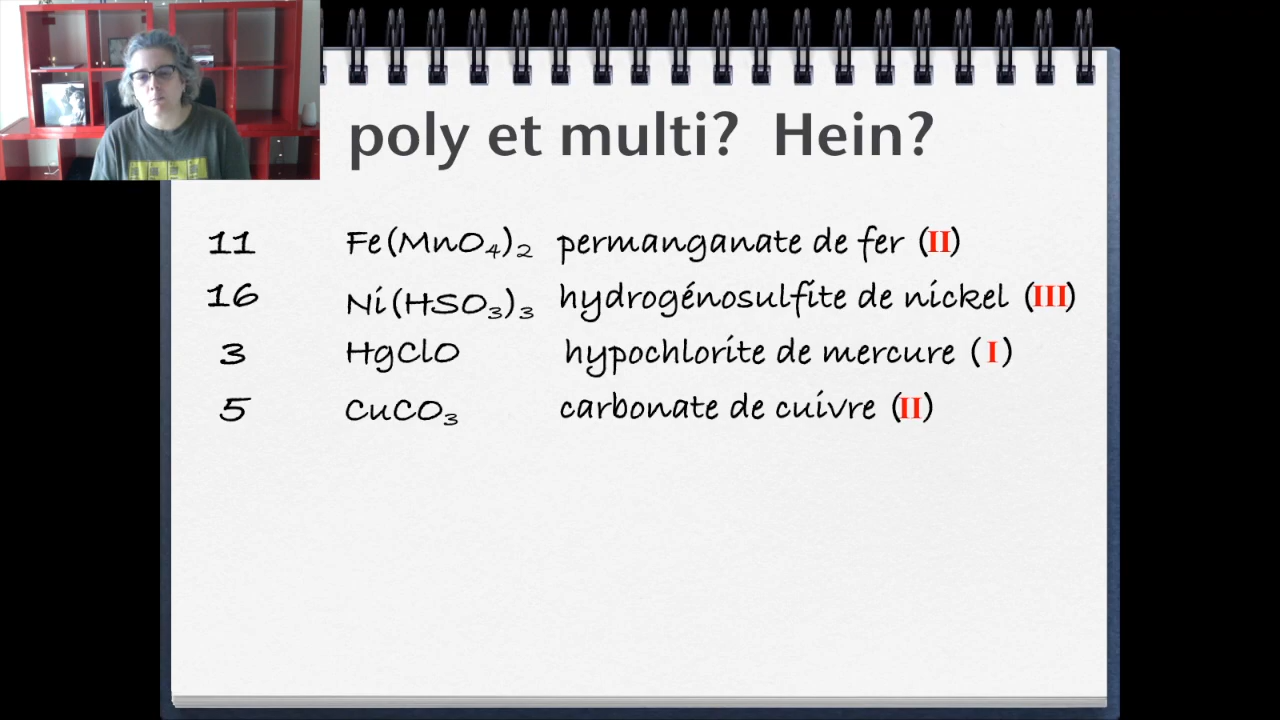 poly et multi? Hein?
11 Fe(MnO₄)₂ permanganate de fer (II)
16 Ni(HSO₃)₃ hydrogénosulfite de nickel (III)
3 HgClO hypochlorite de mercure (I)
5 CuCO₃ carbonate de cuivre (II)